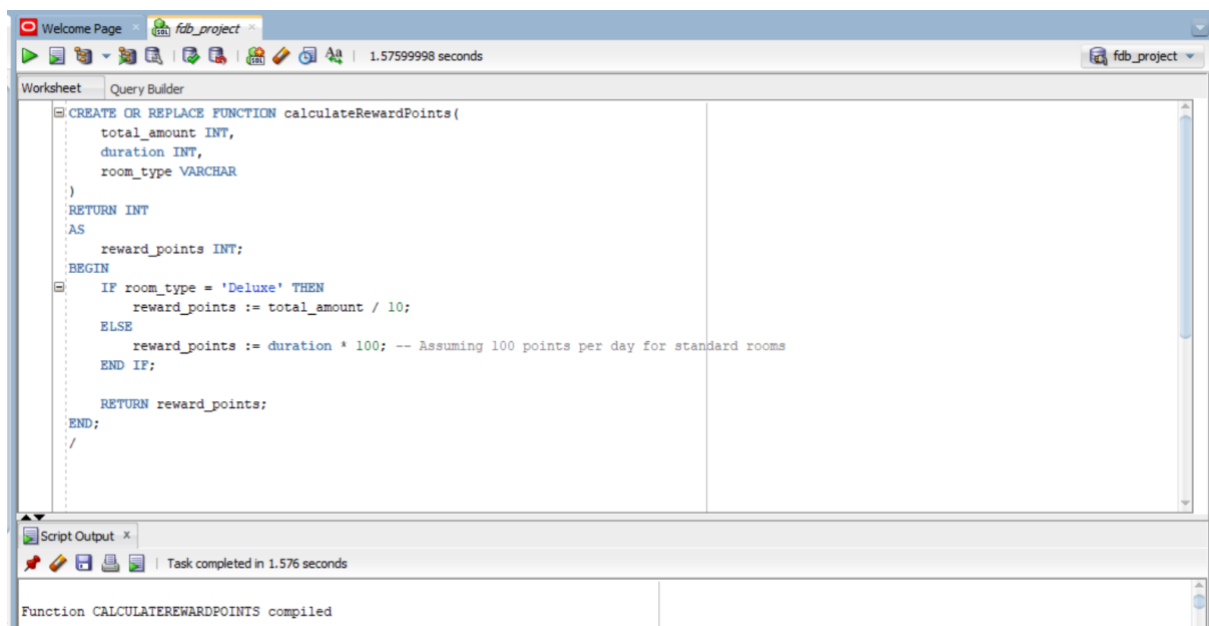 Welcome Page
fdb_project
1.57599998 seconds
fdb_project
Worksheet Query Builder
CREATE OR REPLACE FUNCTION calculateRewardPoints(
    total_amount INT,
    duration INT,
    room_type VARCHAR
)
RETURN INT
AS
    reward_points INT;
BEGIN
    IF room_type = 'Deluxe' THEN
        reward_points := total_amount / 10;
    ELSE
        reward_points := duration * 100; -- Assuming 100 points per day for standard rooms
    END IF;
    RETURN reward_points;
END;
/
Script Output x
Task completed in 1.576 seconds
Function CALCULATEREWARDPOINTS compiled